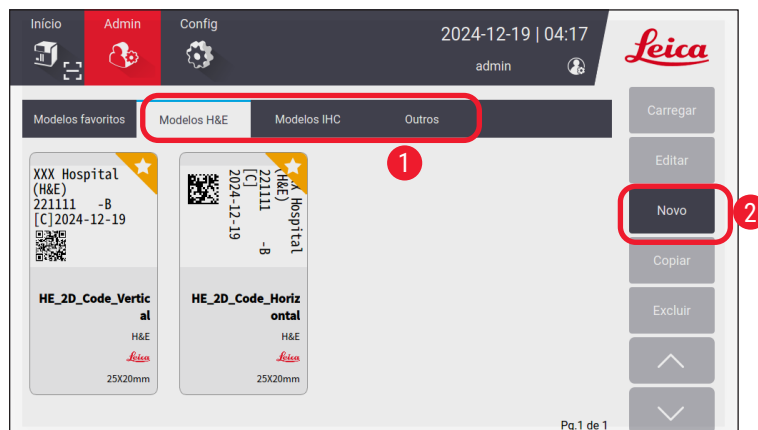 Início
Admin
Config
2024-12-19 | 04:17
admin
Leica
Modelos favoritos
Modelos H&E
Modelos IHC
Outros
1
Carregar
Editar
Novo
2
Copiar
Excluir
XXX Hospital
(H&E)
221111 -B
[C]2024-12-19
HE_2D_Code_Vertic
al
H&E
Leica
25X20mm
XXX Hospital
(H&E)
221111 -B
[C]
2024-12-19
HE_2D_Code_Horiz
ontal
H&E
Leica
25X20mm
Pg.1 de 1